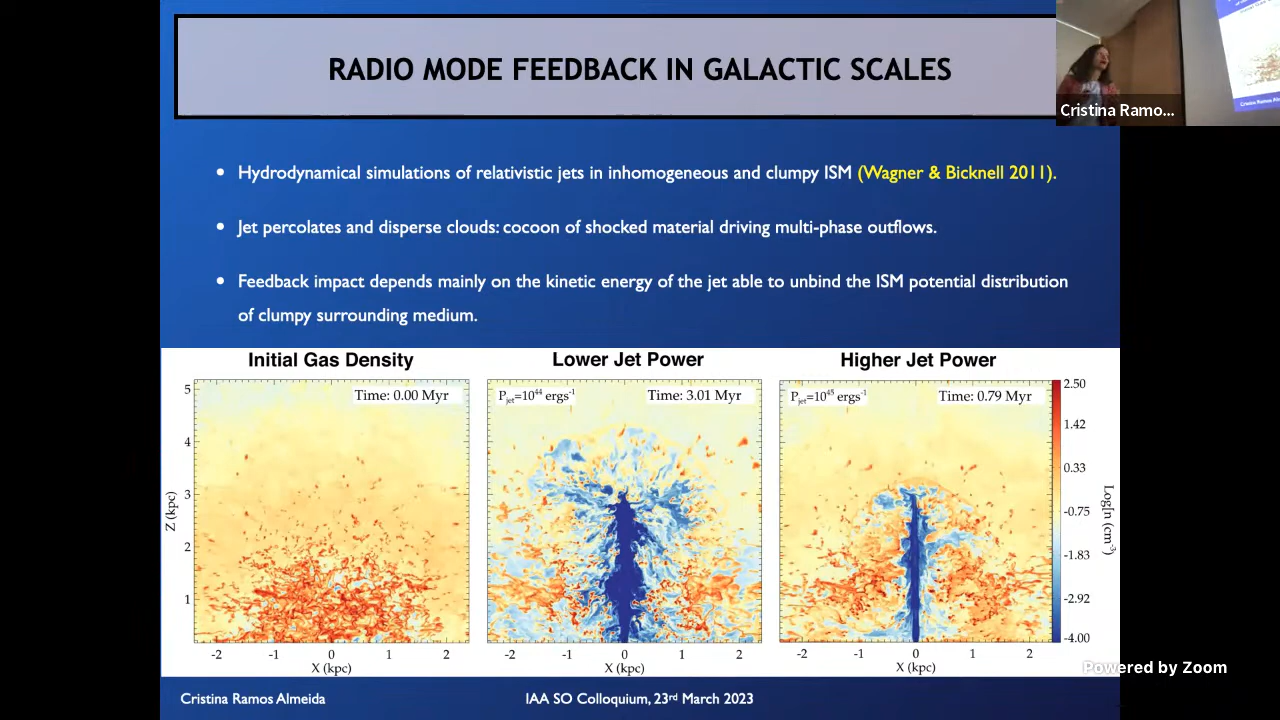 RADIO MODE FEEDBACK IN GALACTIC SCALES
Cristina Ramo...
• Hydrodynamical simulations of relativistic jets in inhomogeneous and clumpy ISM (Wagner & Bicknell 2011).
• Jet percolates and disperse clouds: cocoon of shocked material driving multi-phase outflows.
• Feedback impact depends mainly on the kinetic energy of the jet able to unbind the ISM potential distribution
of clumpy surrounding medium.
Initial Gas Density
Time: 0.00 Myr
5
4
3
2
1
Z (kpc)
-2 -1 0 1 2
X (kpc)
Lower Jet Power
Pjet=10⁴⁴ ergs⁻¹ Time: 3.01 Myr
-2 -1 0 1 2
X (kpc)
Higher Jet Power
Pjet=10⁴⁵ ergs⁻¹ Time: 0.79 Myr
-2 -1 0 1 2
X (kpc)
2.50
1.42
0.33
-0.75
-1.83
-2.92
-4.00
Log[n (cm⁻³)
Powered by Zoom
Cristina Ramos Almeida IAA SO Colloquium, 23rd March 2023